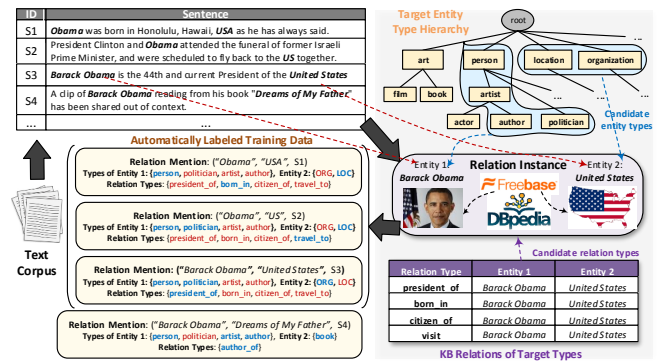 ID Sentence
S1 Obama was born in Honolulu, Hawaii, USA as he has always said.
S2 President Clinton and Obama attended the funeral of former Israeli
Prime Minister, and were scheduled to fly back to the US together.
S3 Barack Obama is the 44th and current President of the United States
S4 A clip of Barack Obama reading from his book "Dreams of My Father"
has been shared out of context.
... ...
Target Entity
Type Hierarchy
root
art person location organization ...
film book artist ... ...
actor author politician
Candidate
entity types
Text
Corpus
Automatically Labeled Training Data
Relation Mention: ("Obama", "USA", S1)
Types of Entity 1: {person, politician, artist, author}, Entity 2: {ORG, LOC}
Relation Types: {president_of, born_in, citizen_of, travel_to}
Relation Mention: ("Obama", "US", S2)
Types of Entity 1: {person, politician, artist, author}, Entity 2: {ORG, LOC}
Relation Types: {president_of, born_in, citizen_of, travel_to}
Relation Mention: ("Barack Obama", "United States", S3)
Types of Entity 1: {person, politician, artist, author}, Entity 2: {ORG, LOC}
Relation Types: {president_of, born_in, citizen_of, travel_to}
Relation Mention: ("Barack Obama", "Dreams of My Father", S4)
Types of Entity 1: {person, politician, artist, author}, Entity 2: {book}
Relation Types: {author_of}
Entity 1: Relation Instance Entity 2:
Barack Obama United States
Freebase
DBpedia
Candidate relation types
Relation Type Entity 1 Entity 2
president_of Barack Obama United States
born_in Barack Obama United States
citizen_of Barack Obama United States
visit Barack Obama United States
KB Relations of Target Types